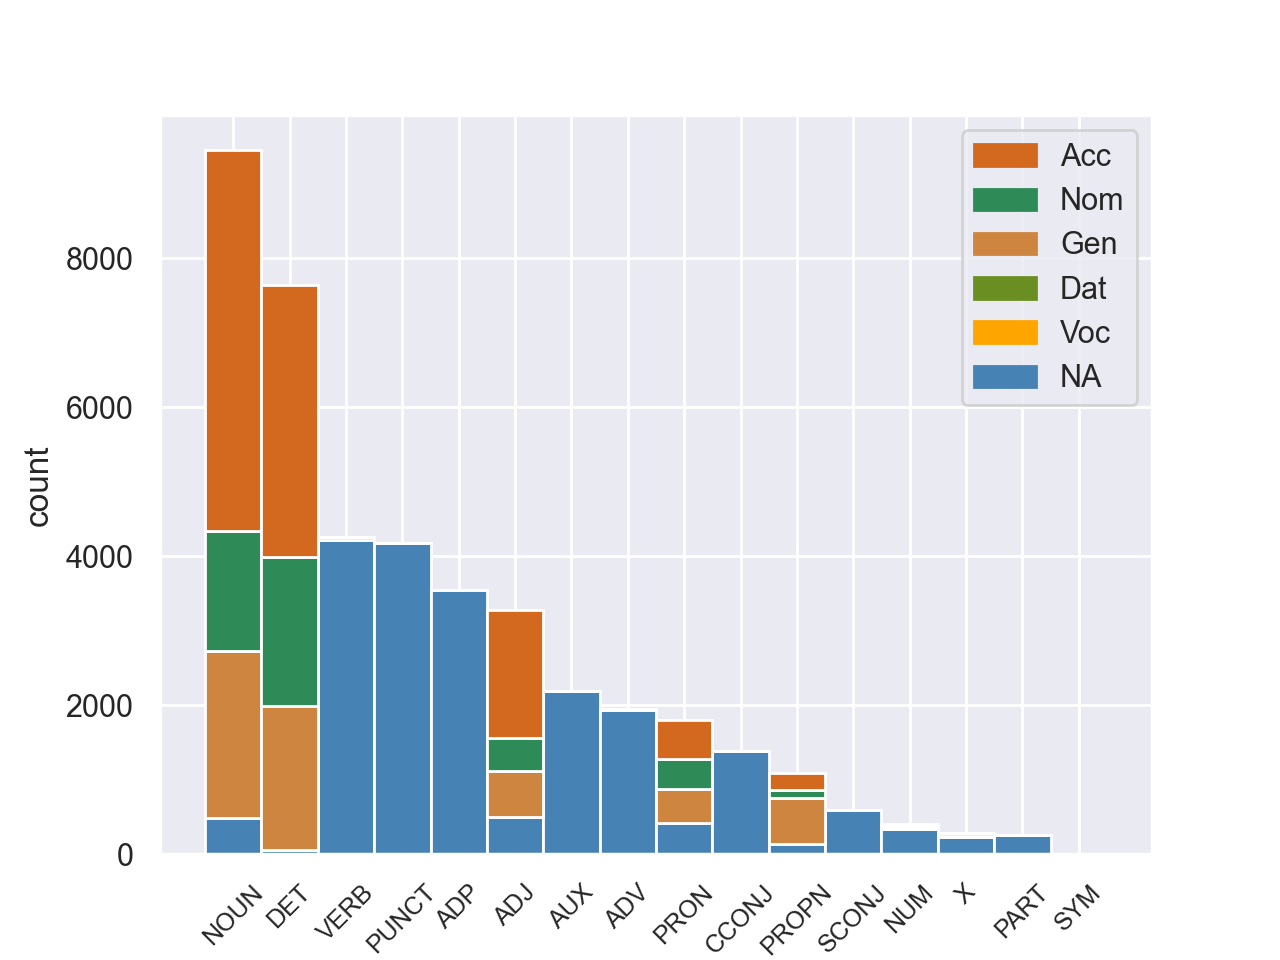 Acc
Nom
Gen
Dat
Voc
NA
count
8000
6000
4000
2000
0
NOUN
DET
VERB
PUNCT
ADP
ADJ
AUX
ADV
PRON
CCONJ
PROPN
SCONJ
NUM
X
PART
SYM